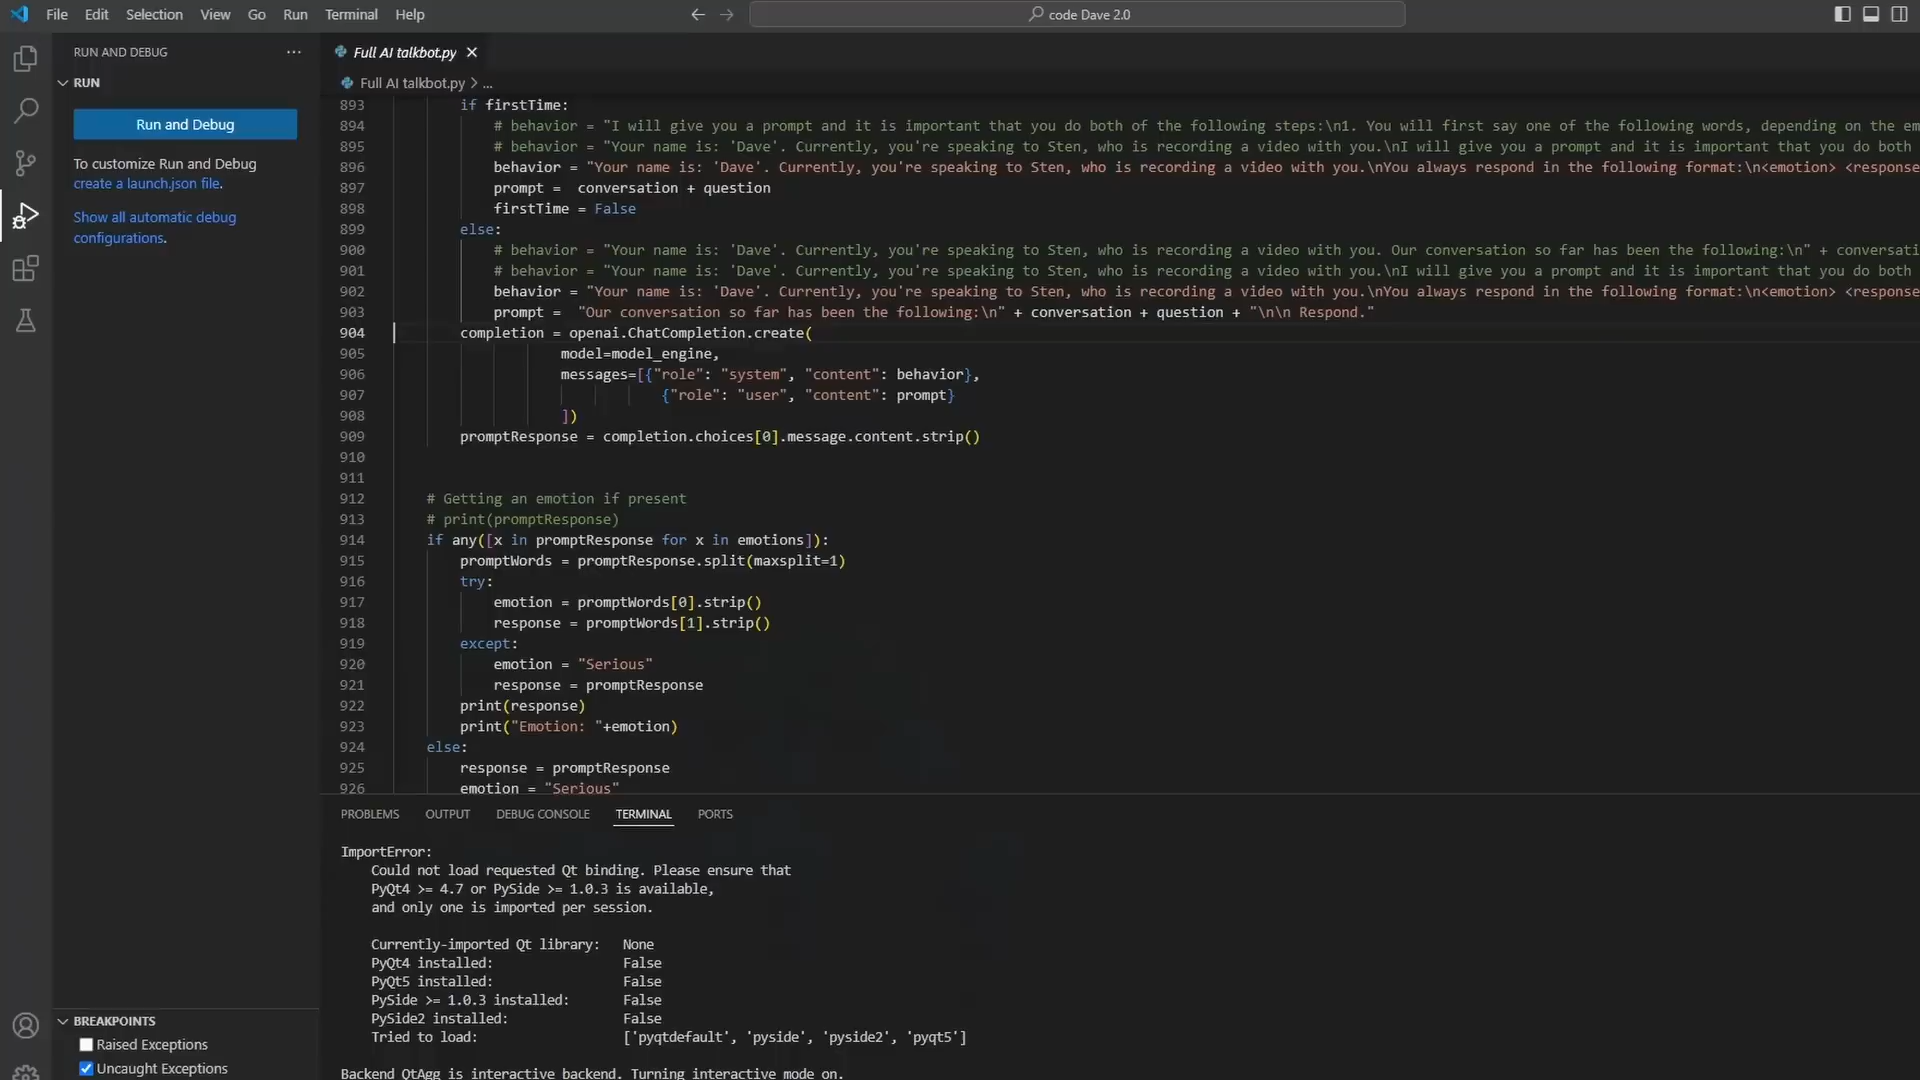 File Edit Selection View Go Run Terminal Help
code Dave 2.0
RUN AND DEBUG
RUN
Run and Debug
To customize Run and Debug
create a launch.json file.
Show all automatic debug
configurations.
BREAKPOINTS
Raised Exceptions
Uncaught Exceptions
Full AI talkbot.py
Full AI talkbot.py > ...
893 if firstTime:
894 # behavior = "I will give you a prompt and it is important that you do both of the following steps:\n1. You will first say one of the following words, depending on the em
895 # behavior = "Your name is: 'Dave'. Currently, you're speaking to Sten, who is recording a video with you.\nI will give you a prompt and it is important that you do both
896 behavior = "Your name is: 'Dave'. Currently, you're speaking to Sten, who is recording a video with you.\nYou always respond in the following format:\n<emotion> <response
897 prompt =  conversation + question
898 firstTime = False
899 else:
900 # behavior = "Your name is: 'Dave'. Currently, you're speaking to Sten, who is recording a video with you. Our conversation so far has been the following:\n" + conversati
901 # behavior = "Your name is: 'Dave'. Currently, you're speaking to Sten, who is recording a video with you.\nI will give you a prompt and it is important that you do both
902 behavior = "Your name is: 'Dave'. Currently, you're speaking to Sten, who is recording a video with you.\nYou always respond in the following format:\n<emotion> <response
903 prompt =  "Our conversation so far has been the following:\n" + conversation + question + "\n\n Respond."
904 completion = openai.ChatCompletion.create(
905 model=model_engine,
906 messages=[{"role": "system", "content": behavior},
907 {"role": "user", "content": prompt}
908 ])
909 promptResponse = completion.choices[0].message.content.strip()
910
911
912 # Getting an emotion if present
913 # print(promptResponse)
914 if any([x in promptResponse for x in emotions]):
915 promptWords = promptResponse.split(maxsplit=1)
916 try:
917 emotion = promptWords[0].strip()
918 response = promptWords[1].strip()
919 except:
920 emotion = "Serious"
921 response = promptResponse
922 print(response)
923 print("Emotion: "+emotion)
924 else:
925 response = promptResponse
926 emotion = "Serious"
PROBLEMS OUTPUT DEBUG CONSOLE TERMINAL PORTS
ImportError:
Could not load requested Qt binding. Please ensure that
PyQt4 >= 4.7 or PySide >= 1.0.3 is available,
and only one is imported per session.
Currently-imported Qt library: None
PyQt4 installed: False
PyQt5 installed: False
PySide >= 1.0.3 installed: False
PySide2 installed: False
Tried to load: ['pyqtdefault', 'pyside', 'pyside2', 'pyqt5']
Backend QtAgg is interactive backend. Turning interactive mode on.